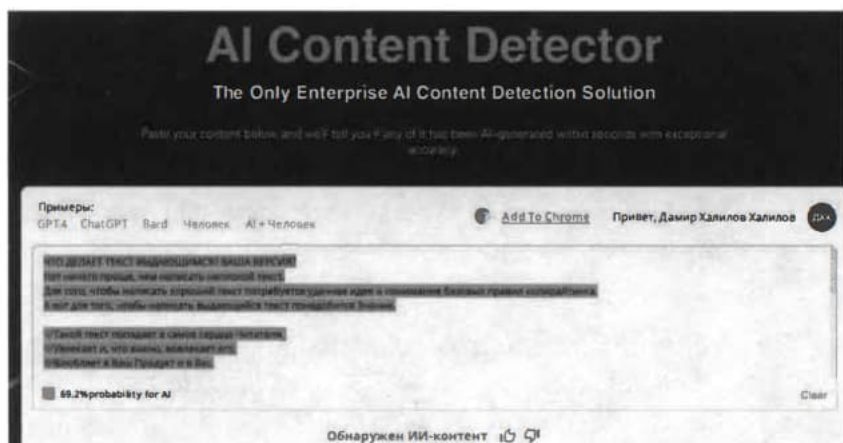 AI Content Detector
The Only Enterprise AI Content Detection Solution
Paste your content below, and we'll tell you if any of it has been AI-generated within seconds with exceptional
accuracy.
Примеры:
GPT4 ChatGPT Bard Человек AI + Человек
Add To Chrome Привет, Дамир Халилов Халилов ДХХ
ЧТО ДЕЛАЕТ ТЕКСТ ВЫДАЮЩИМСЯ? ВАША ВЕРСИЯ?
Нет ничего проще, чем написать неплохой текст.
Для того, чтобы написать хороший текст потребуется удачная идея и понимание базовых правил копирайтинга.
А вот для того, чтобы написать выдающийся текст понадобятся Знания.
Такой текст попадает в самое сердце Читателя,
Увлекает и, что важно, вовлекает его,
Влюбляет в Ваш Продукт и в Вас.
69.2% probability for AI
Clear
Обнаружен ИИ-контент